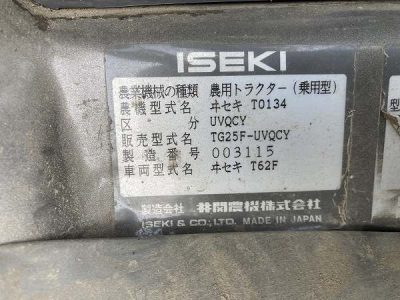 ISEKI
農業機械の種類 農用トラクター(乗用型)
農機型式名 ヰセキ T0134
区分 UVQCY
販売型式名 TG25F-UVQCY
製造番号 003115
車両型式名 ヰセキ T62F
製造会社 井関農機株式会社
ISEKI & CO., LTD. MADE IN JAPAN
型